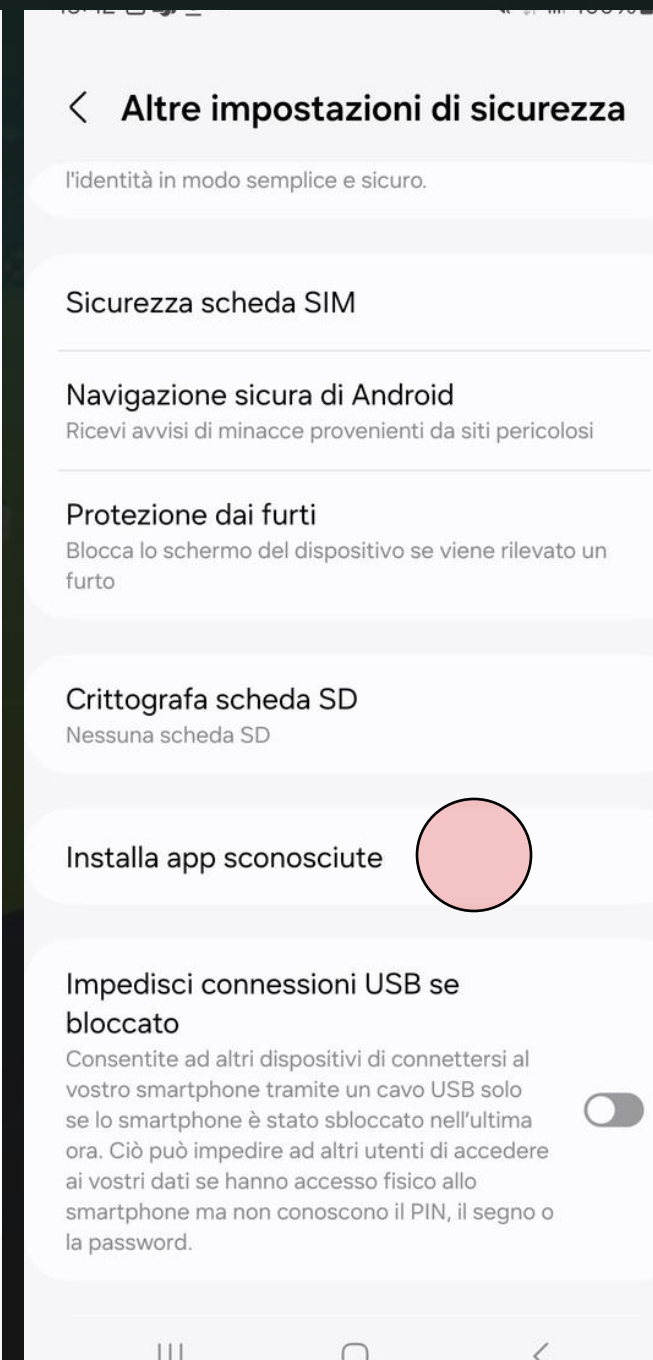 Altre impostazioni di sicurezza
l'identità in modo semplice e sicuro.
Sicurezza scheda SIM
Navigazione sicura di Android
Ricevi avvisi di minacce provenienti da siti pericolosi
Protezione dai furti
Blocca lo schermo del dispositivo se viene rilevato un
furto
Crittografa scheda SD
Nessuna scheda SD
Installa app sconosciute
Impedisci connessioni USB se
bloccato
Consentite ad altri dispositivi di connettersi al
vostro smartphone tramite un cavo USB solo
se lo smartphone è stato sbloccato nell'ultima
ora. Ciò può impedire ad altri utenti di accedere
ai vostri dati se hanno accesso fisico allo
smartphone ma non conoscono il PIN, il segno o
la password.